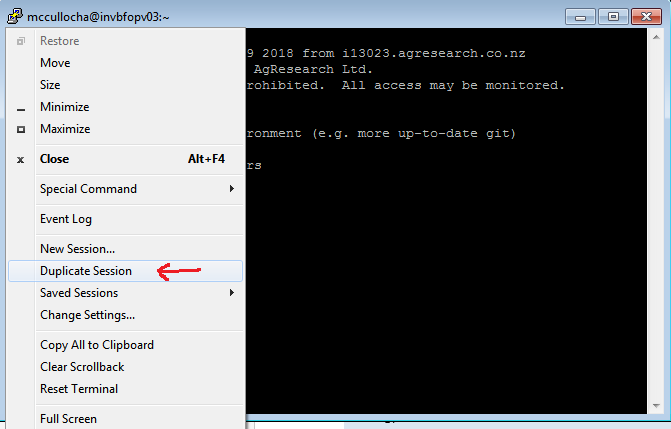 mccullocha@invbfopv03:~
Restore
Move
Size
Minimize
Maximize
Close Alt+F4
Special Command
Event Log
New Session...
Duplicate Session
Saved Sessions
Change Settings...
Copy All to Clipboard
Clear Scrollback
Reset Terminal
Full Screen
9 2018 from i13023.agresearch.co.nz
AgResearch Ltd.
rohibited.  All access may be monitored.
ronment (e.g. more up-to-date git)
rs